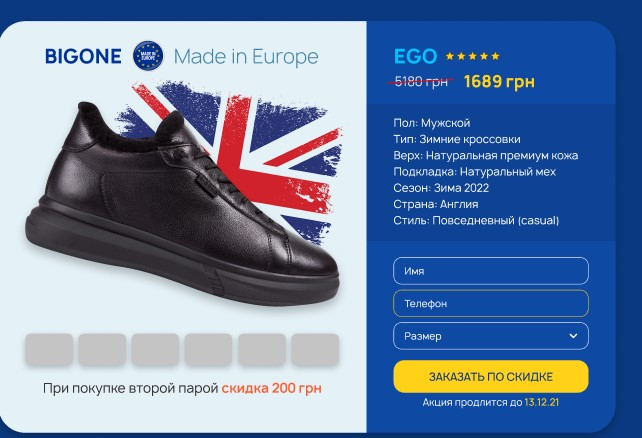 BIGONE MADE IN EUROPE Made in Europe
При покупке второй парой скидка 200 грн
EGO
5180 грн 1689 грн
Пол: Мужской
Тип: Зимние кроссовки
Верх: Натуральная премиум кожа
Подкладка: Натуральный мех
Сезон: Зима 2022
Страна: Англия
Стиль: Повседневный (casual)
Имя
Телефон
Размер
ЗАКАЗАТЬ ПО СКИДКЕ
Акция продлится до 13.12.21